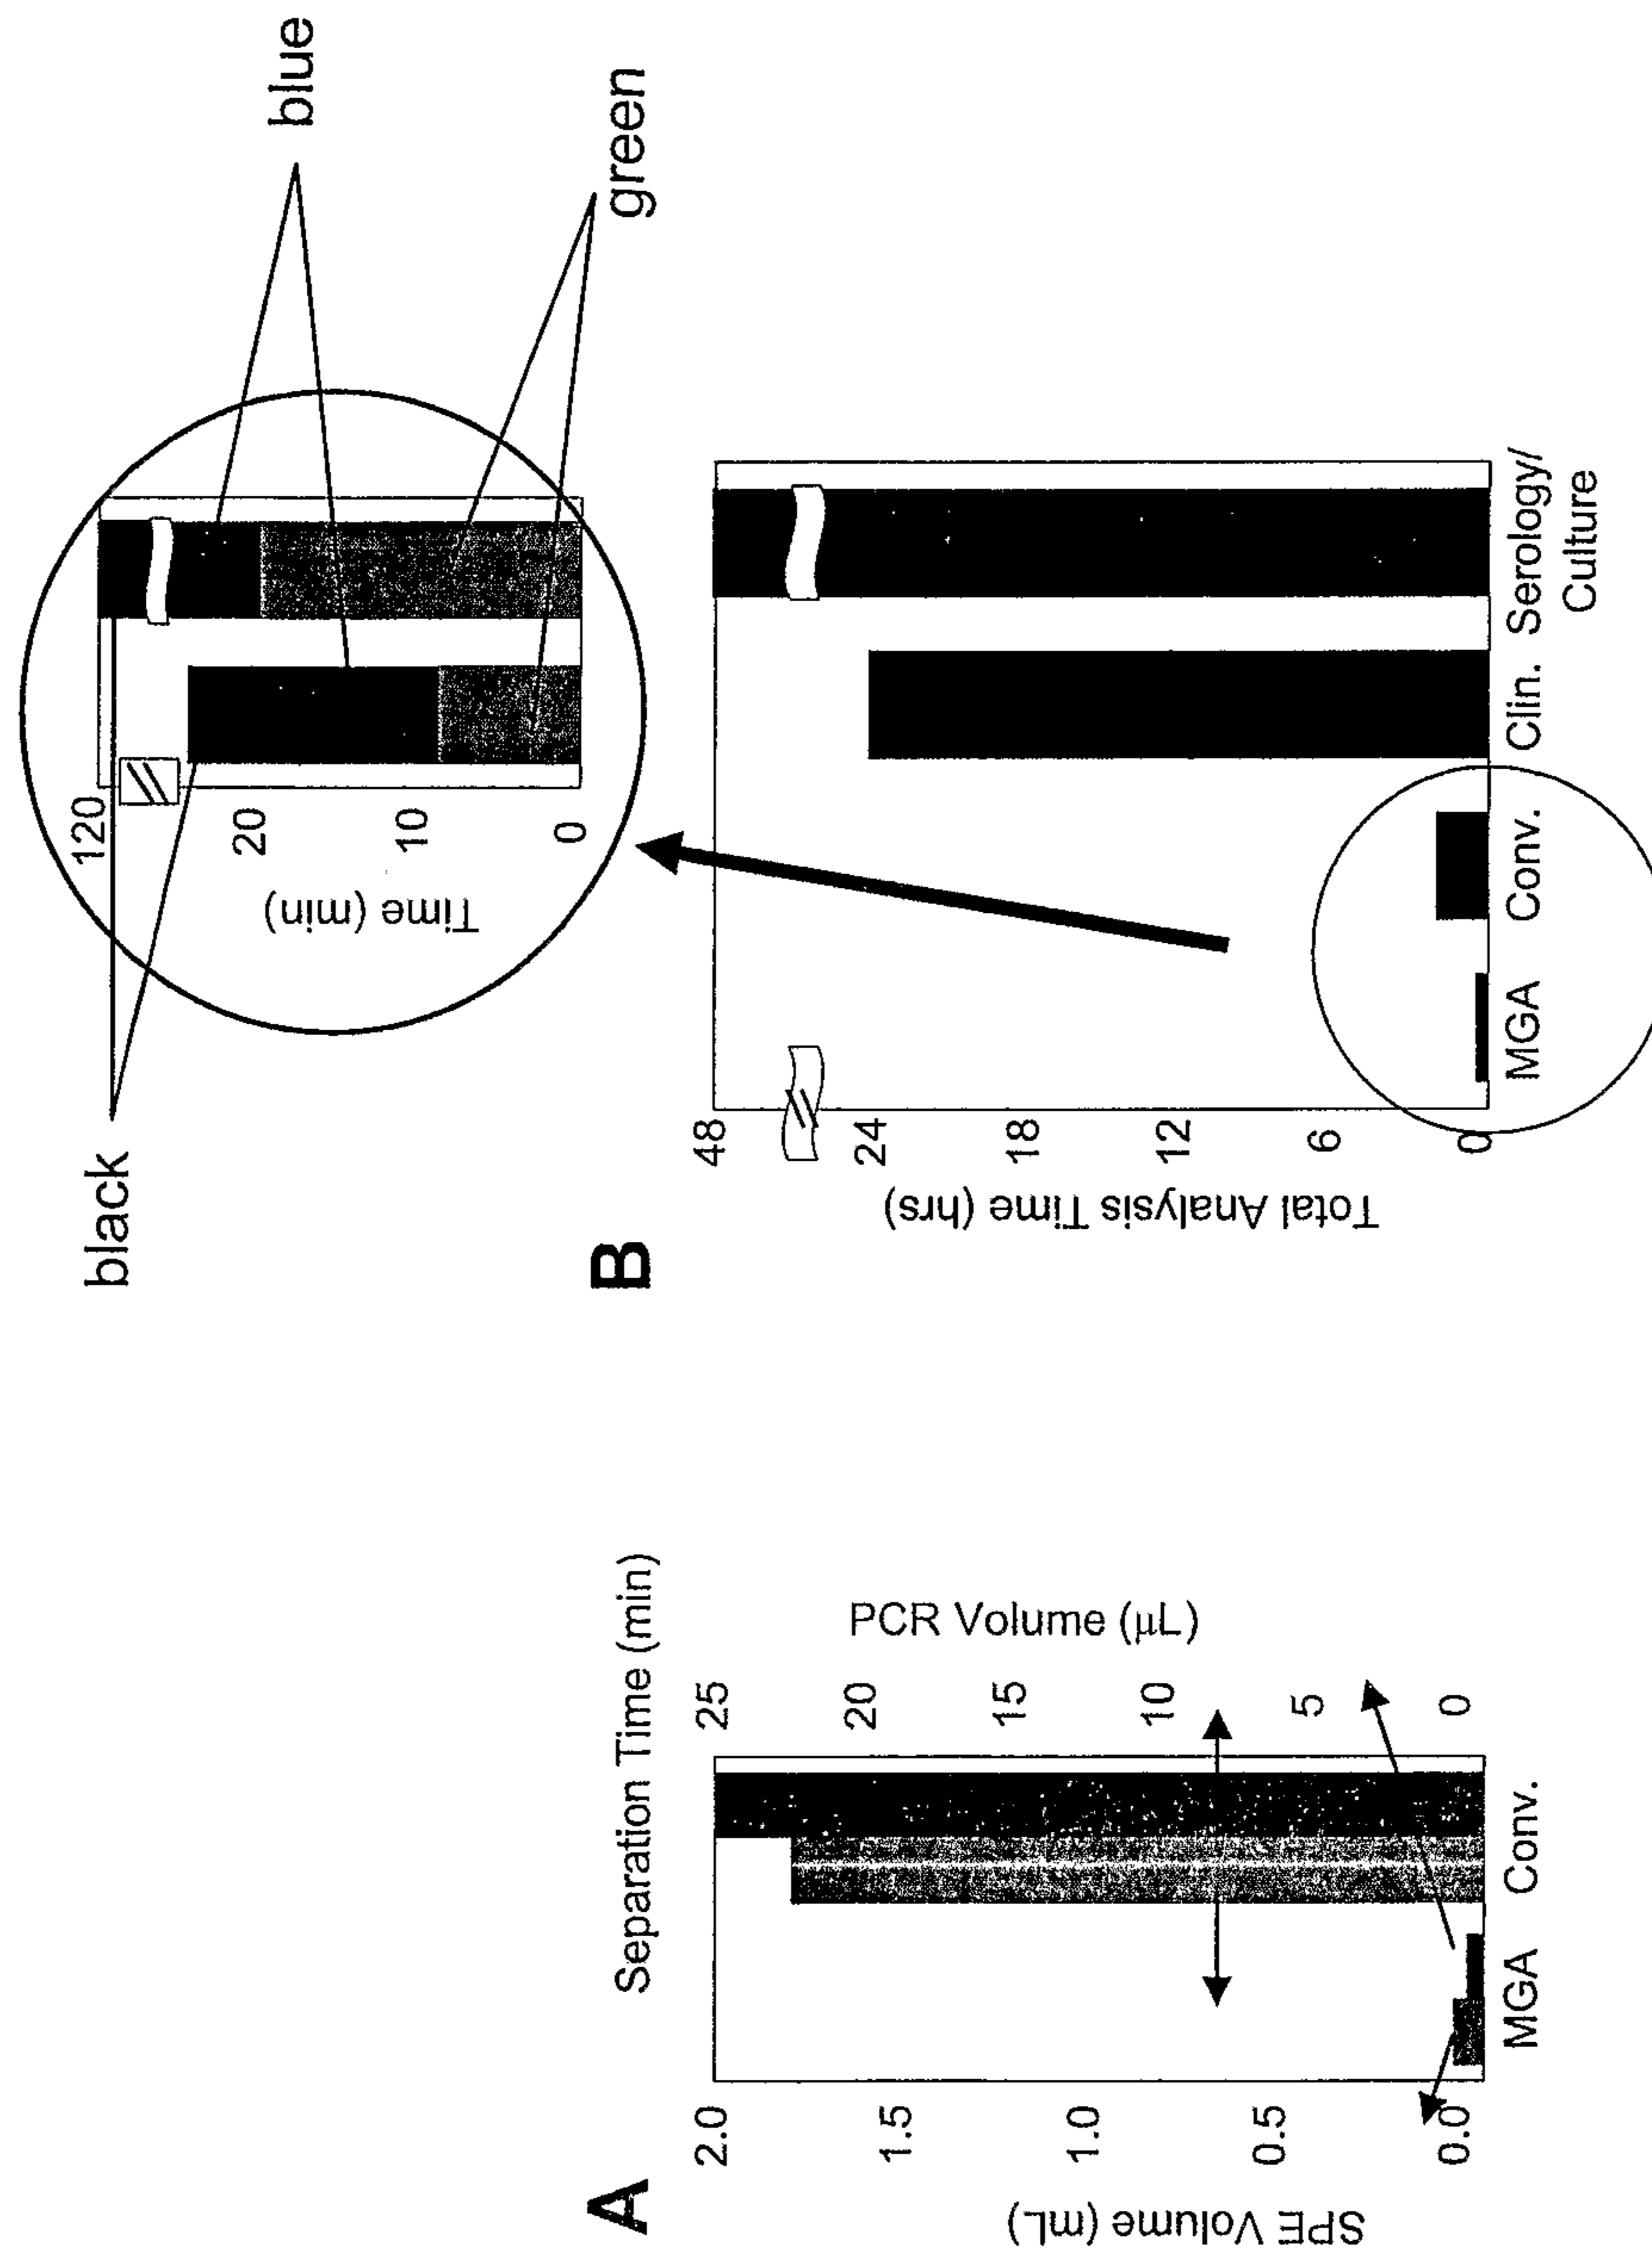 A
Separation Time (min)
SPE Volume (mL)
PCR Volume (µL)
2.0
1.5
1.0
0.5
0.0
25
20
15
10
5
0
MGA Conv.
B
black
blue
green
Time (min)
120
20
10
0
Total Analysis Time (hrs)
48
24
18
12
6
0
MGA Conv. Clin. Serology/
Culture